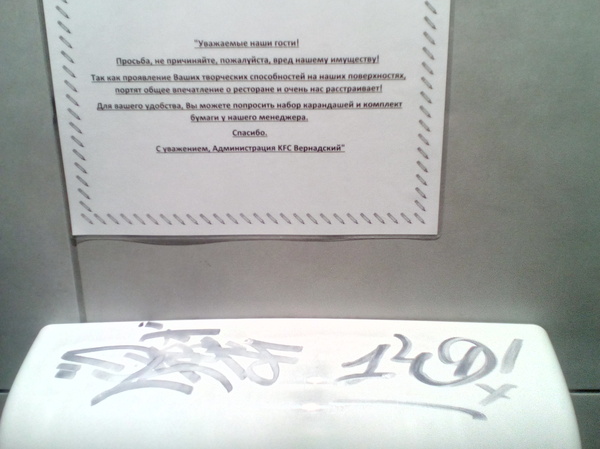 "Уважаемые наши гости!
Просьба, не причиняйте, пожалуйста, вред нашему имуществу!
Так как проявление Ваших творческих способностей на наших поверхностях,
портят общее впечатление о ресторане и очень нас расстраивает!
Для вашего удобства, Вы можете попросить набор карандашей и комплект
бумаги у нашего менеджера.
Спасибо.
С уважением, Администрация KFC Вернадский"